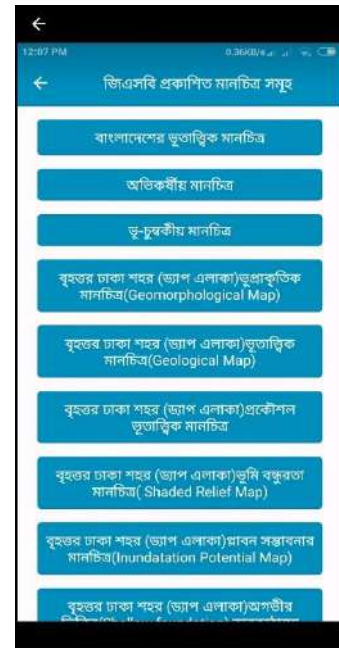 12:07 PM 0.36KB/s
জিএসবি প্রকাশিত মানচিত্র সমূহ
বাংলাদেশের ভূতাত্ত্বিক মানচিত্র
অভিকর্ষীয় মানচিত্র
ভূ-চুম্বকীয় মানচিত্র
বৃহত্তর ঢাকা শহর (ড্যাপ এলাকা)ভূপ্রাকৃতিক
মানচিত্র(Geomorphological Map)
বৃহত্তর ঢাকা শহর (ড্যাপ এলাকা)ভূতাত্ত্বিক
মানচিত্র(Geological Map)
বৃহত্তর ঢাকা শহর (ড্যাপ এলাকা)প্রকৌশল
ভূতাত্ত্বিক মানচিত্র
বৃহত্তর ঢাকা শহর (ড্যাপ এলাকা)ভূমি বন্ধুরতা
মানচিত্র( Shaded Relief Map)
বৃহত্তর ঢাকা শহর (ড্যাপ এলাকা)প্লাবন সম্ভাবনার
মানচিত্র(Inundatation Potential Map)
বৃহত্তর ঢাকা শহর (ড্যাপ এলাকা)অগভীর